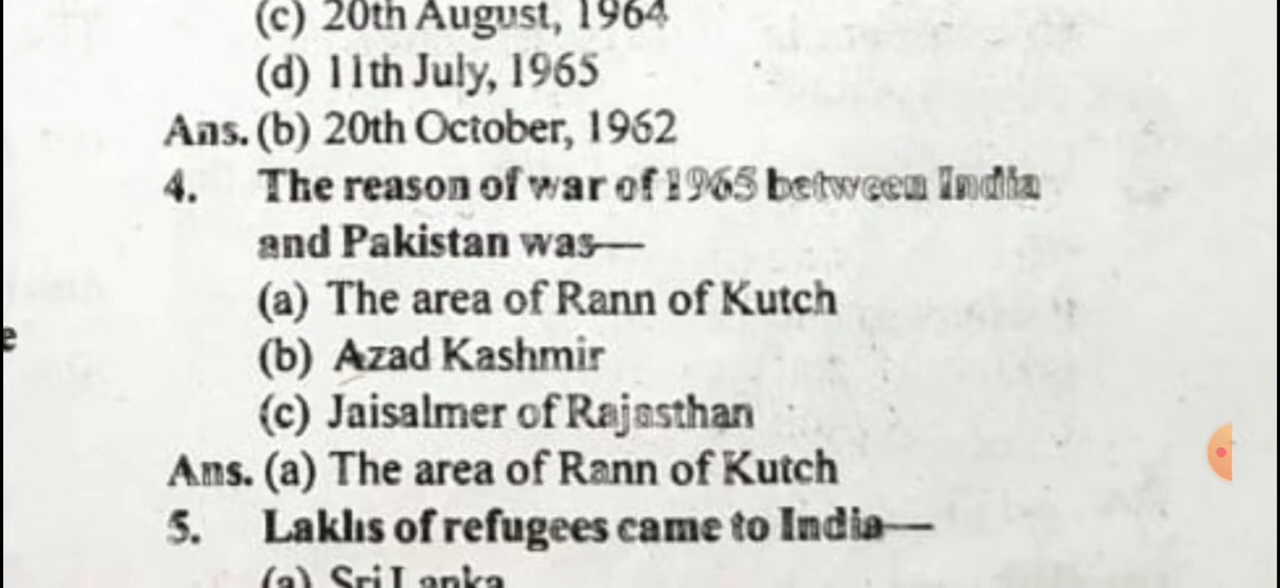 (c) 20th August, 1964
(d) 11th July, 1965
Ans. (b) 20th October, 1962
4. The reason of war of 1965 between India
and Pakistan was—
(a) The area of Rann of Kutch
(b) Azad Kashmir
(c) Jaisalmer of Rajasthan
Ans. (a) The area of Rann of Kutch
e
5. Lakhs of refugees came to India—
(a) Sri Lanka